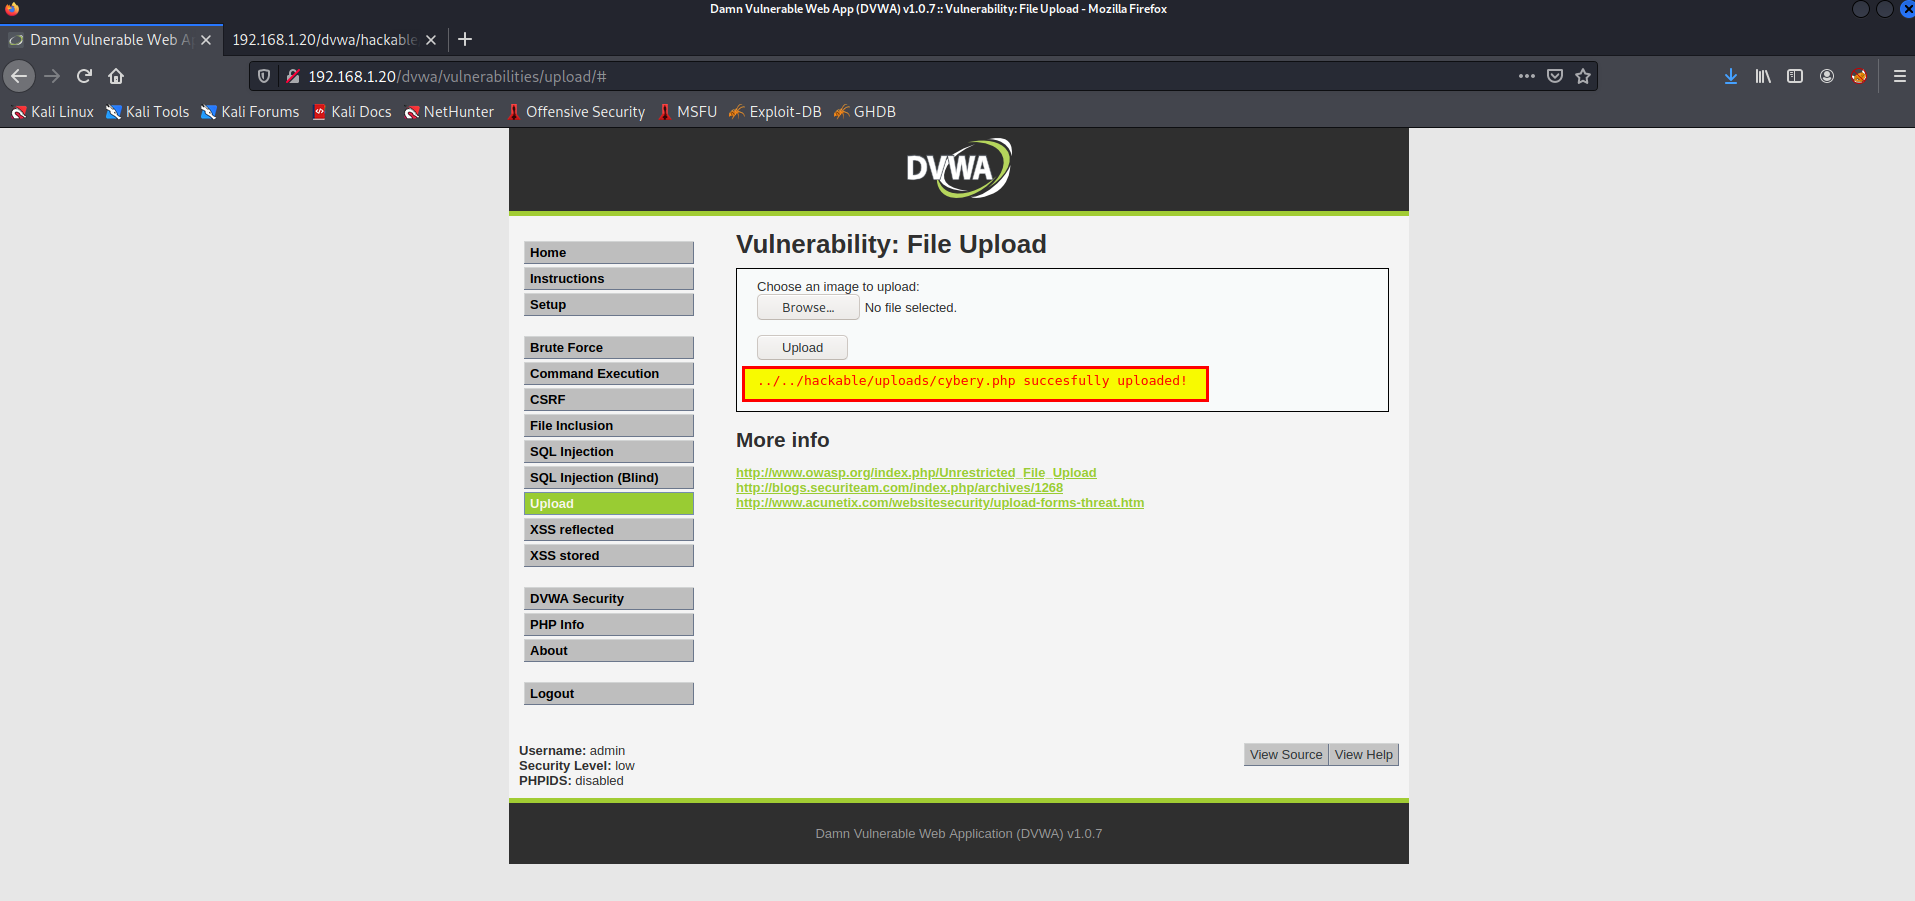 Damn Vulnerable Web App (DVWA) v1.0.7 :: Vulnerability: File Upload - Mozilla Firefox
Damn Vulnerable Web A
192.168.1.20/dvwa/hackable
192.168.1.20/dvwa/vulnerabilities/upload/#
Kali Linux Kali Tools Kali Forums Kali Docs NetHunter Offensive Security MSFU Exploit-DB GHDB
DVWA
Home
Instructions
Setup
Brute Force
Command Execution
CSRF
File Inclusion
SQL Injection
SQL Injection (Blind)
Upload
XSS reflected
XSS stored
DVWA Security
PHP Info
About
Logout
Vulnerability: File Upload
Choose an image to upload:
Browse... No file selected.
Upload
../../hackable/uploads/cybery.php succesfully uploaded!
More info
http://www.owasp.org/index.php/Unrestricted_File_Upload
http://blogs.securiteam.com/index.php/archives/1268
http://www.acunetix.com/websitesecurity/upload-forms-threat.htm
Username: admin
Security Level: low
PHPIDS: disabled
View Source View Help
Damn Vulnerable Web Application (DVWA) v1.0.7